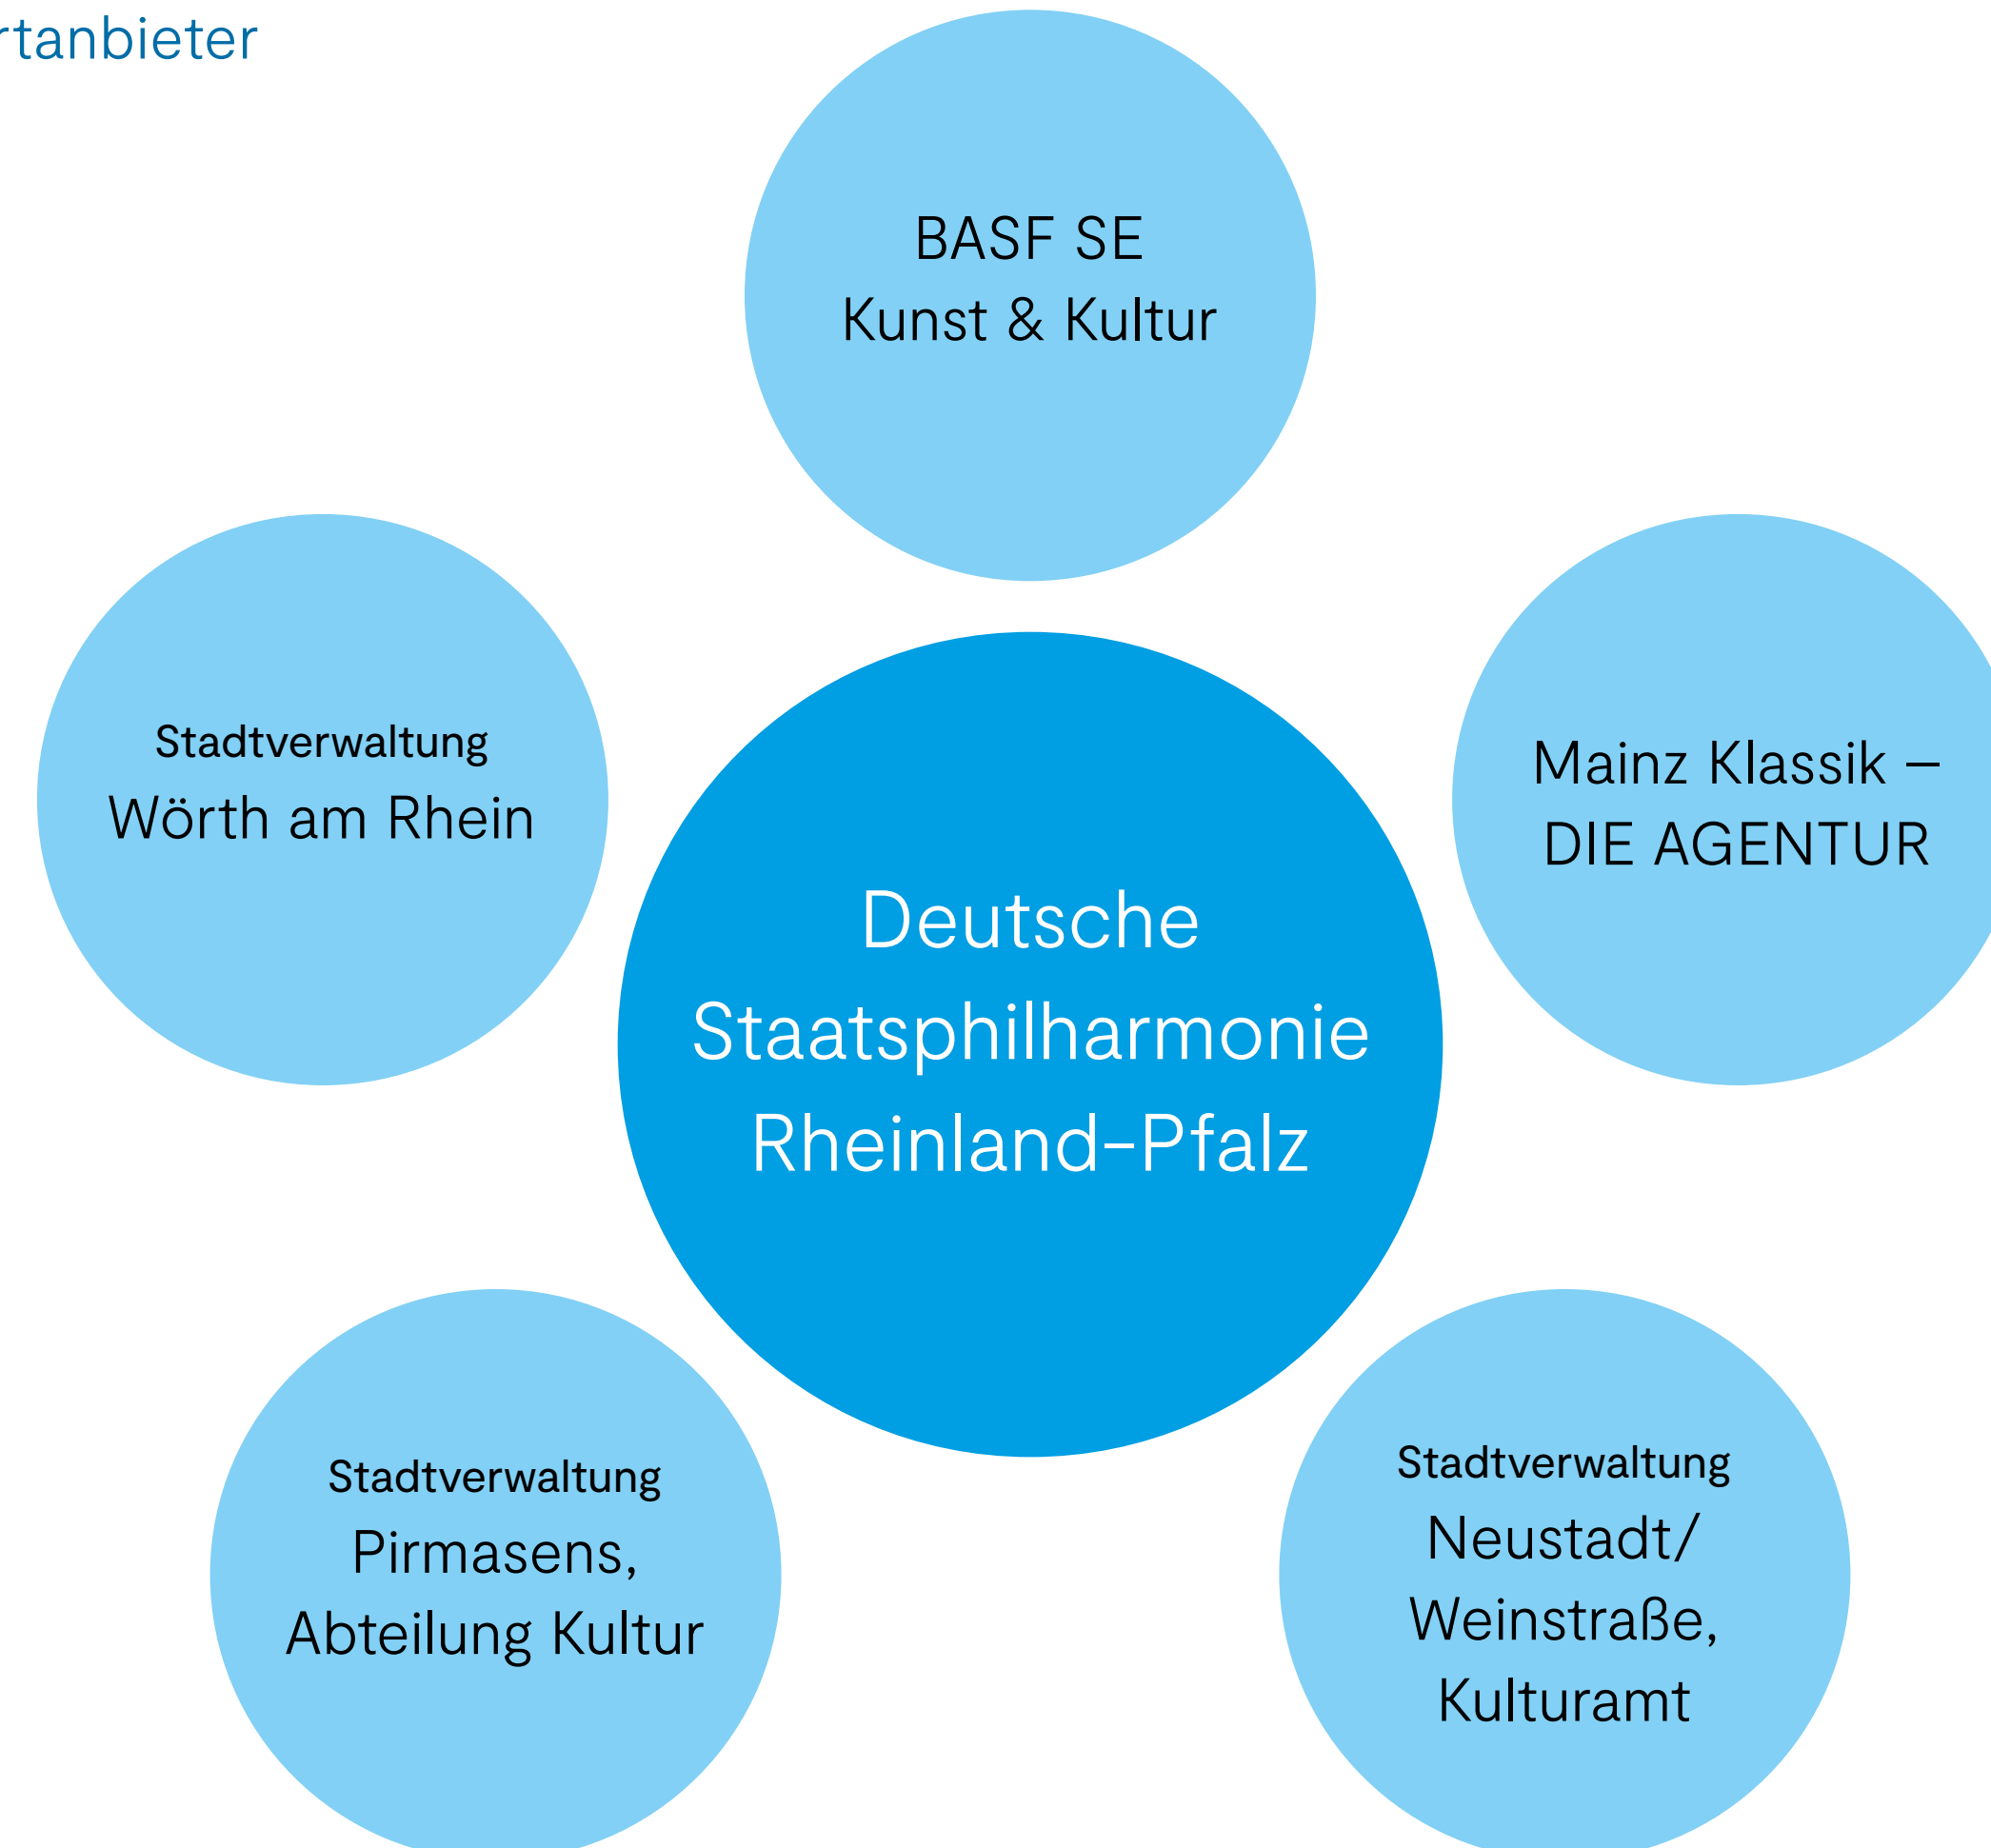 rtanbieter
BASF SE
Kunst & Kultur
Stadtverwaltung
Wörth am Rhein
Mainz Klassik –
DIE AGENTUR
Deutsche
Staatsphilharmonie
Rheinland-Pfalz
Stadtverwaltung
Pirmasens,
Abteilung Kultur
Stadtverwaltung
Neustadt/
Weinstraße,
Kulturamt